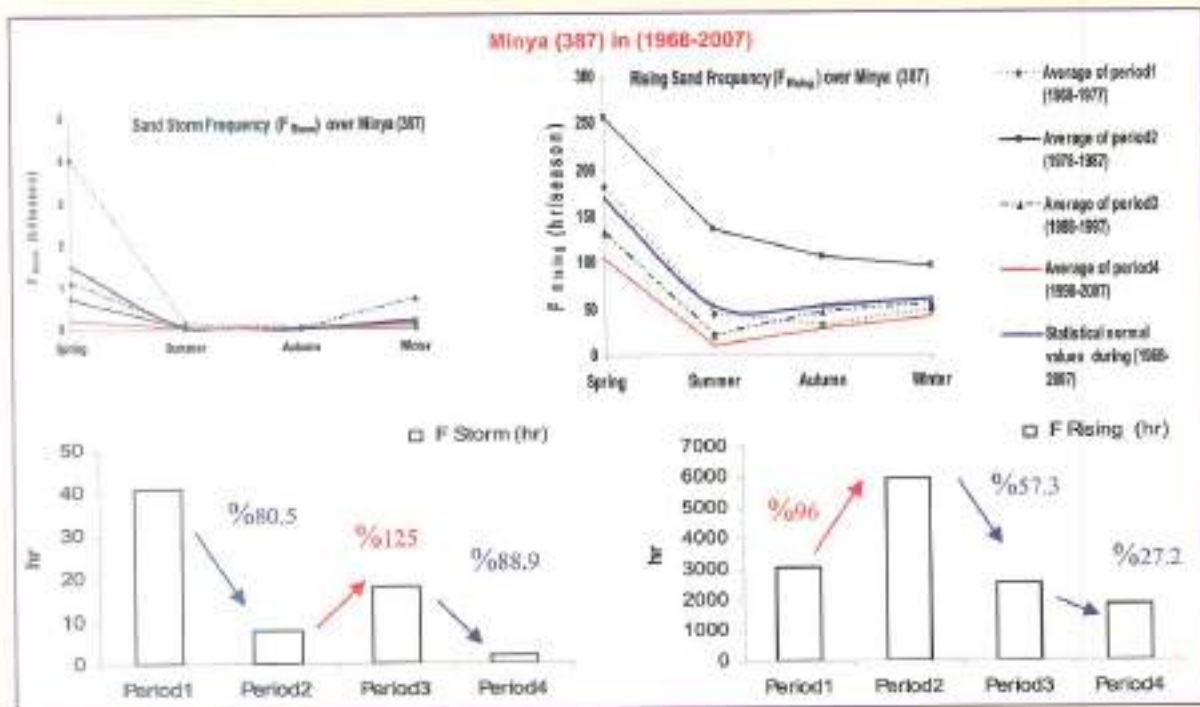 Minya (387) in (1968-2007)
Sand Storm Frequency (F Storm) over Minya (387)
Spring
Summer
Autumn
Winter
Rising Sand Frequency (F Rising) over Minya (387)
F rising (hr/season)
300
250
200
150
100
50
0
Spring
Summer
Autumn
Winter
Average of period1
(1968-1977)
Average of period2
(1978-1987)
Average of period3
(1988-1997)
Average of period4
(1998-2007)
Statistical normal
values during (1968-
2007)
F Storm (hr)
hr
50
40
30
20
10
0
%80.5
%125
%88.9
Period1
Period2
Period3
Period4
F Rising (hr)
hr
7000
6000
5000
4000
3000
2000
1000
0
%96
%57.3
%27.2
Period1
Period2
Period3
Period4